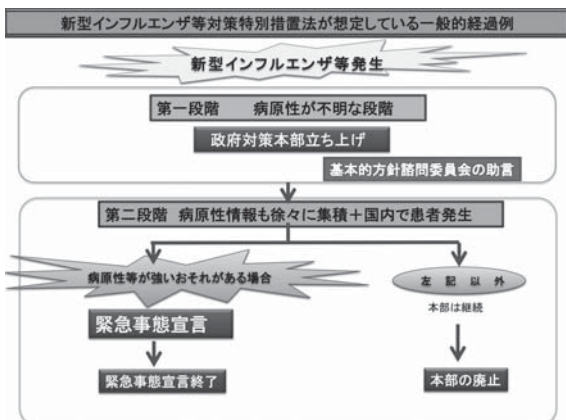 新型インフルエンザ等対策特別措置法が想定している一般的経過例
新型インフルエンザ等発生
第一段階　病原性が不明な段階
政府対策本部立ち上げ
基本的方針諮問委員会の助言
第二段階 病原性情報も徐々に集積+国内で患者発生
病原性等が強いおそれがある場合
左記以外
本部は継続
緊急事態宣言
緊急事態宣言終了
本部の廃止